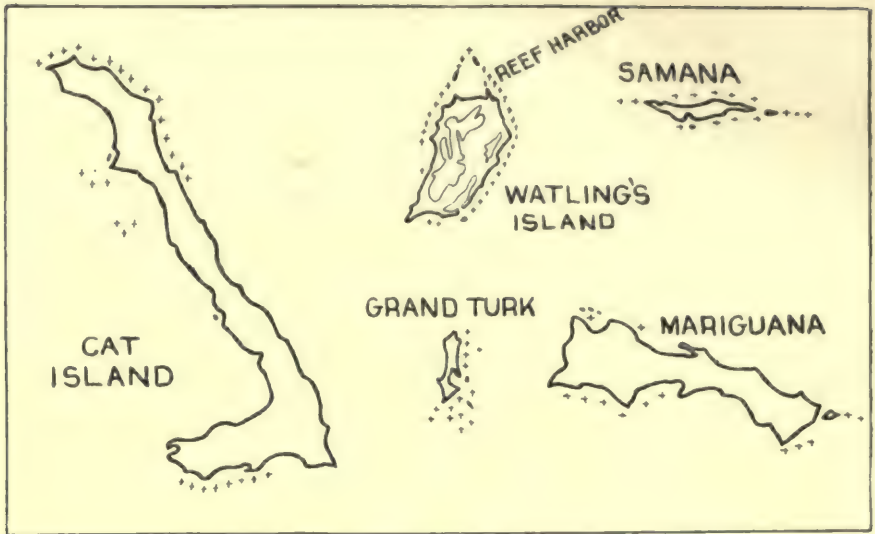 REEF HARBOR
SAMANA
WATLING'S
ISLAND
GRAND TURK
MARIGUANA
CAT
ISLAND